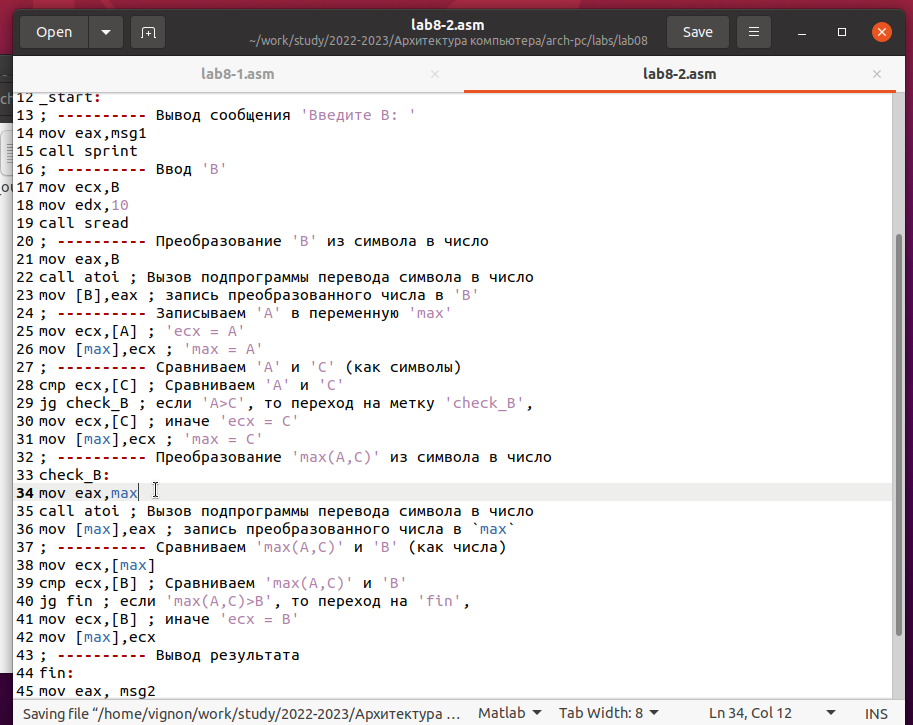 Open
lab8-2.asm
~/work/study/2022-2023/Архитектура компьютера/arch-pc/labs/lab08
Save
lab8-1.asm
lab8-2.asm
12 _start:
13 ; ---------- Вывод сообщения 'Введите B: '
14 mov eax,msg1
15 call sprint
16 ; ---------- Ввод 'B'
17 mov ecx,B
18 mov edx,10
19 call sread
20 ; ---------- Преобразование 'B' из символа в число
21 mov eax,B
22 call atoi ; Вызов подпрограммы перевода символа в число
23 mov [B],eax ; запись преобразованного числа в 'B'
24 ; ---------- Записываем 'A' в переменную 'max'
25 mov ecx,[A] ; 'ecx = A'
26 mov [max],ecx ; 'max = A'
27 ; ---------- Сравниваем 'A' и 'С' (как символы)
28 cmp ecx,[C] ; Сравниваем 'A' и 'С'
29 jg check_B ; если 'A>C', то переход на метку 'check_B',
30 mov ecx,[C] ; иначе 'ecx = C'
31 mov [max],ecx ; 'max = C'
32 ; ---------- Преобразование 'max(A,C)' из символа в число
33 check_B:
34 mov eax,max
35 call atoi ; Вызов подпрограммы перевода символа в число
36 mov [max],eax ; запись преобразованного числа в `max`
37 ; ---------- Сравниваем 'max(A,C)' и 'B' (как числа)
38 mov ecx,[max]
39 cmp ecx,[B] ; Сравниваем 'max(A,C)' и 'B'
40 jg fin ; если 'max(A,C)>B', то переход на 'fin',
41 mov ecx,[B] ; иначе 'ecx = B'
42 mov [max],ecx
43 ; ---------- Вывод результата
44 fin:
45 mov eax, msg2
Saving file “/home/vignon/work/study/2022-2023/Архитектура …
Matlab
Tab Width: 8
Ln 34, Col 12
INS